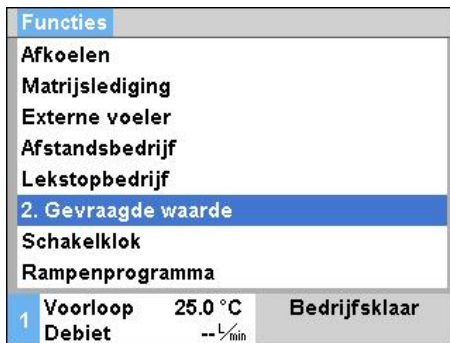 Functies
Afkoelen
Matrijslediging
Externe voeler
Afstandsbedrijf
Lekstopbedrijf
2. Gevraagde waarde
Schakelklok
Rampenprogramma
1 Voorloop 25.0 °C Bedrijfsklaar
Debiet -- L/min